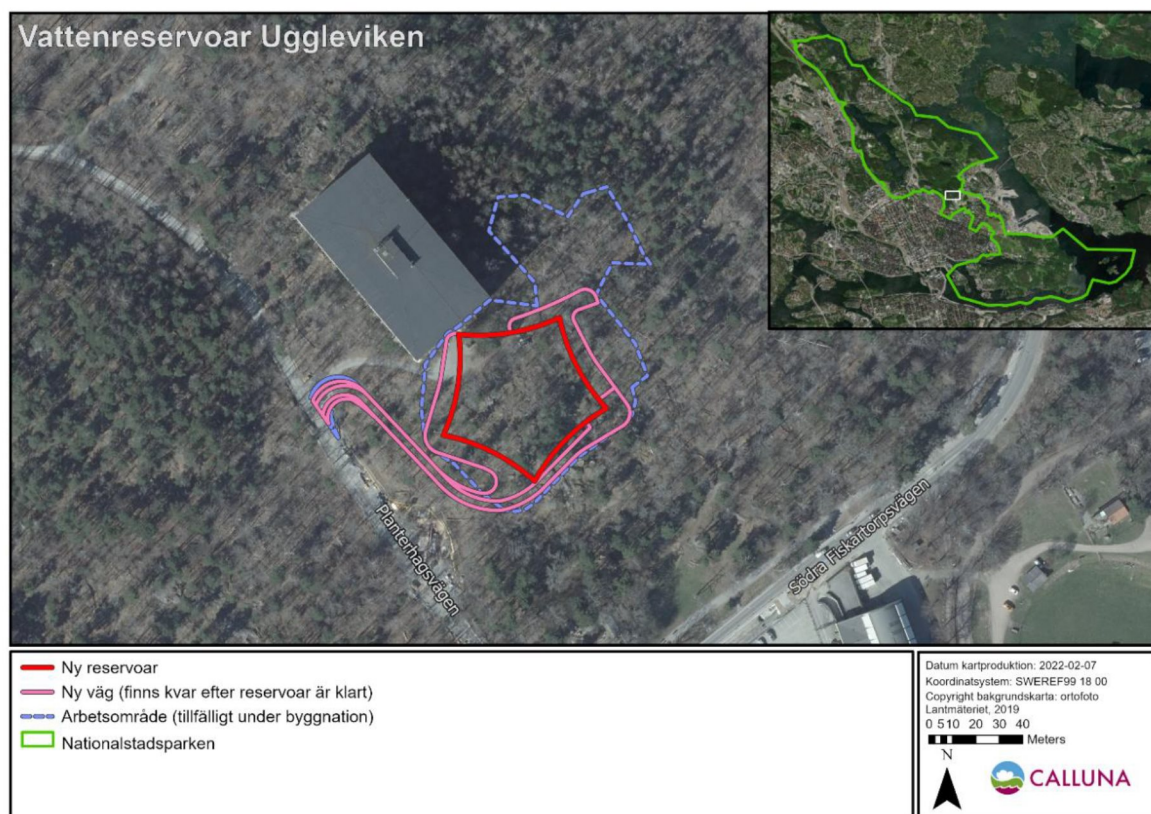 Vattenreservoar Uggleviken
Planterhagsvägen
Södra Fiskartorpsvägen
Ny reservoar
Ny väg (finns kvar efter reservoar är klart)
Arbetsområde (tillfälligt under byggnation)
Nationalstadsparken
Datum kartproduktion: 2022-02-07
Koordinatsystem: SWEREF99 18 00
Copyright bakgrundskarta: ortofoto
Lantmäteriet, 2019
0 5 10 20 30 40
Meters
N
CALLUNA